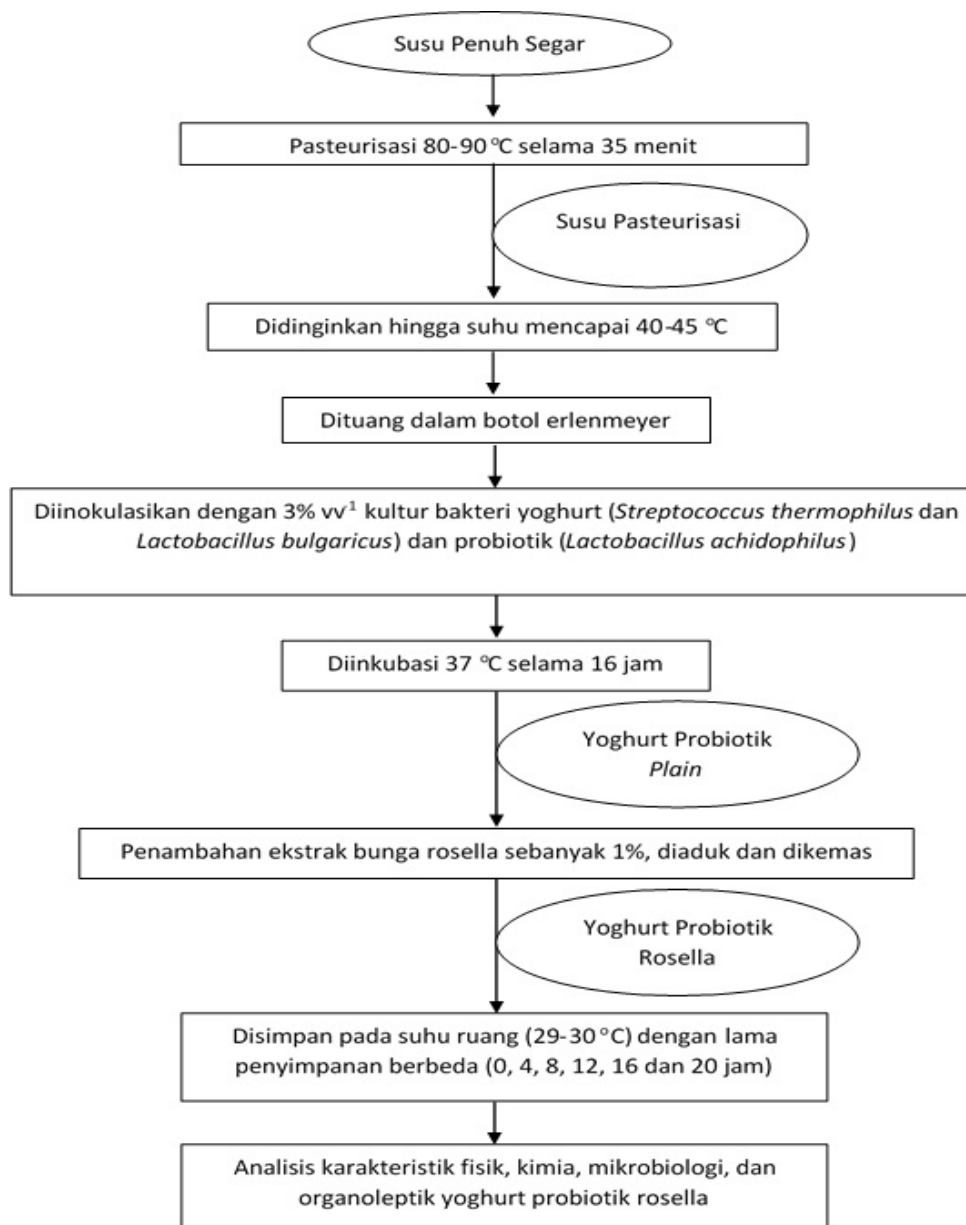 Susu Penuh Segar
Pasteurisasi 80-90 °C selama 35 menit
Susu Pasteurisasi
Didinginkan hingga suhu mencapai 40-45 °C
Dituang dalam botol erlenmeyer
Diinokulasikan dengan 3% vv⁻¹ kultur bakteri yoghurt (Streptococcus thermophilus dan
Lactobacillus bulgaricus) dan probiotik (Lactobacillus achidophilus)
Diinkubasi 37 °C selama 16 jam
Yoghurt Probiotik
Plain
Penambahan ekstrak bunga rosella sebanyak 1%, diaduk dan dikemas
Yoghurt Probiotik
Rosella
Disimpan pada suhu ruang (29-30 °C) dengan lama
penyimpanan berbeda (0, 4, 8, 12, 16 dan 20 jam)
Analisis karakteristik fisik, kimia, mikrobiologi, dan
organoleptik yoghurt probiotik rosella